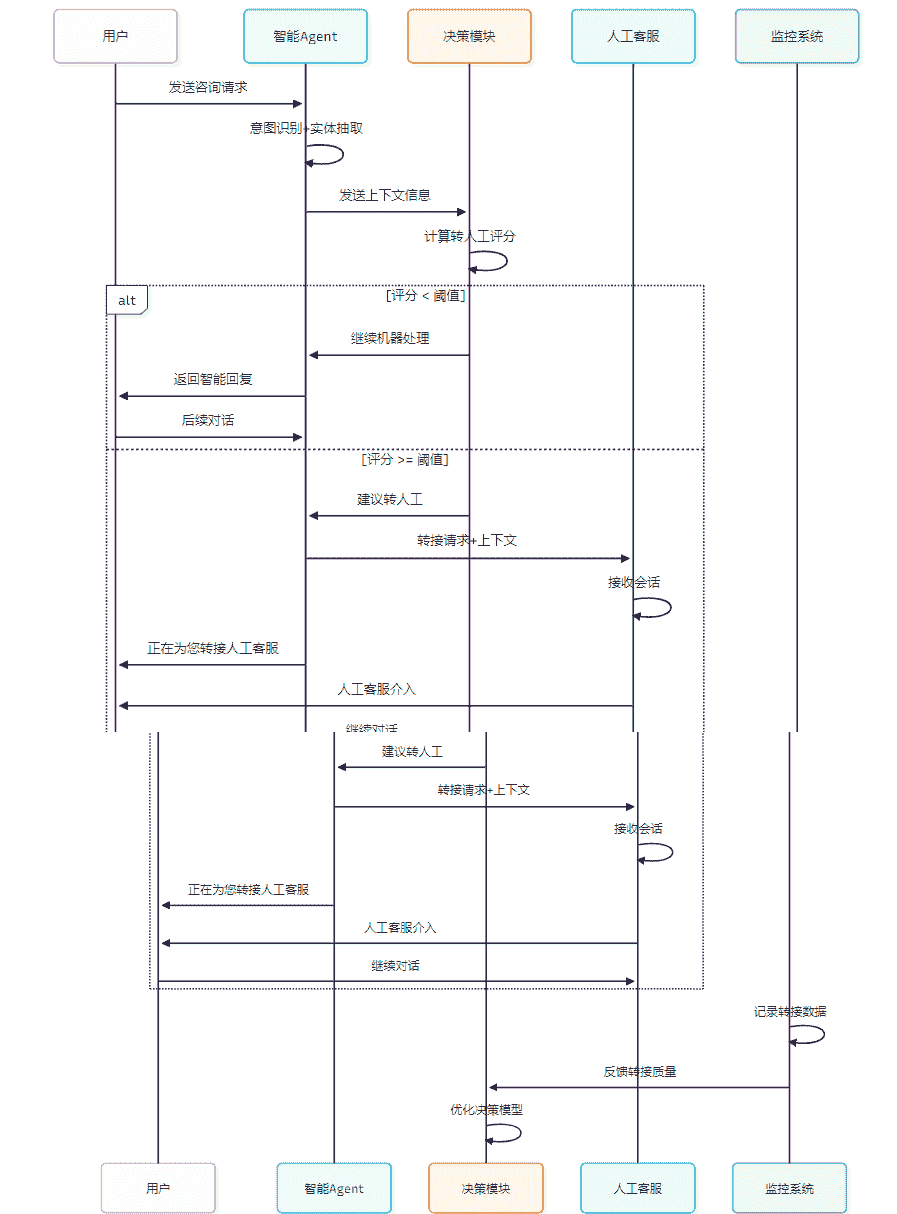 用户
智能Agent
决策模块
人工客服
监控系统
发送咨询请求
意图识别+实体抽取
发送上下文信息
计算转人工评分
alt
[评分 < 阈值]
继续机器处理
返回智能回复
后续对话
[评分 >= 阈值]
建议转人工
转接请求+上下文
接收会话
正在为您转接人工客服
人工客服介入
继续对话
建议转人工
转接请求+上下文
接收会话
正在为您转接人工客服
人工客服介入
继续对话
记录转接数据
反馈转接质量
优化决策模型
用户
智能Agent
决策模块
人工客服
监控系统